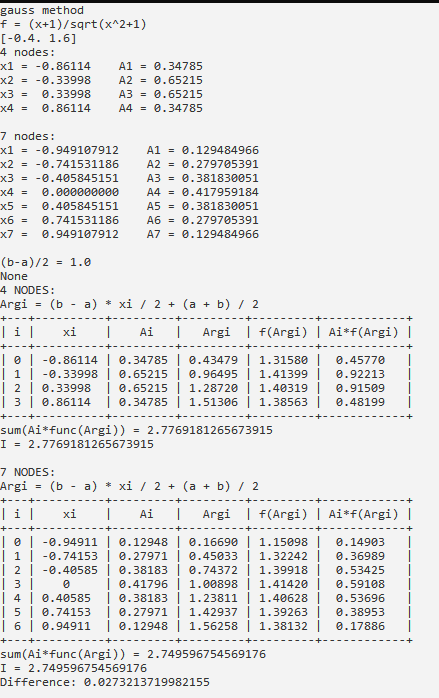 gauss method
f = (x+1)/sqrt(x^2+1)
[-0.4. 1.6]
4 nodes:
x1 = -0.86114    A1 = 0.34785
x2 = -0.33998    A2 = 0.65215
x3 =  0.33998    A3 = 0.65215
x4 =  0.86114    A4 = 0.34785
7 nodes:
x1 = -0.949107912    A1 = 0.129484966
x2 = -0.741531186    A2 = 0.279705391
x3 = -0.405845151    A3 = 0.381830051
x4 =  0.000000000    A4 = 0.417959184
x5 =  0.405845151    A5 = 0.381830051
x6 =  0.741531186    A6 = 0.279705391
x7 =  0.949107912    A7 = 0.129484966
(b-a)/2 = 1.0
None
4 NODES:
Argi = (b - a) * xi / 2 + (a + b) / 2
+---+----------+---------+---------+---------+------------+
| i |    xi    |    Ai   |   Argi  | f(Argi) | Ai*f(Argi) |
+---+----------+---------+---------+---------+------------+
| 0 | -0.86114 | 0.34785 | 0.43479 | 1.31580 |  0.45770   |
| 1 | -0.33998 | 0.65215 | 0.96495 | 1.41399 |  0.92213   |
| 2 | 0.33998  | 0.65215 | 1.28720 | 1.40319 |  0.91509   |
| 3 | 0.86114  | 0.34785 | 1.51306 | 1.38563 |  0.48199   |
+---+----------+---------+---------+---------+------------+
sum(Ai*func(Argi)) = 2.7769181265673915
I = 2.7769181265673915
7 NODES:
Argi = (b - a) * xi / 2 + (a + b) / 2
+---+----------+---------+---------+---------+------------+
| i |    xi    |    Ai   |   Argi  | f(Argi) | Ai*f(Argi) |
+---+----------+---------+---------+---------+------------+
| 0 | -0.94911 | 0.12948 | 0.16690 | 1.15098 |  0.14903   |
| 1 | -0.74153 | 0.27971 | 0.45033 | 1.32242 |  0.36989   |
| 2 | -0.40585 | 0.38183 | 0.74372 | 1.39918 |  0.53425   |
| 3 |    0     | 0.41796 | 1.00898 | 1.41420 |  0.59108   |
| 4 | 0.40585  | 0.38183 | 1.23811 | 1.40628 |  0.53696   |
| 5 | 0.74153  | 0.27971 | 1.42937 | 1.39263 |  0.38953   |
| 6 | 0.94911  | 0.12948 | 1.56258 | 1.38132 |  0.17886   |
+---+----------+---------+---------+---------+------------+
sum(Ai*func(Argi)) = 2.749596754569176
I = 2.749596754569176
Difference: 0.0273213719982155